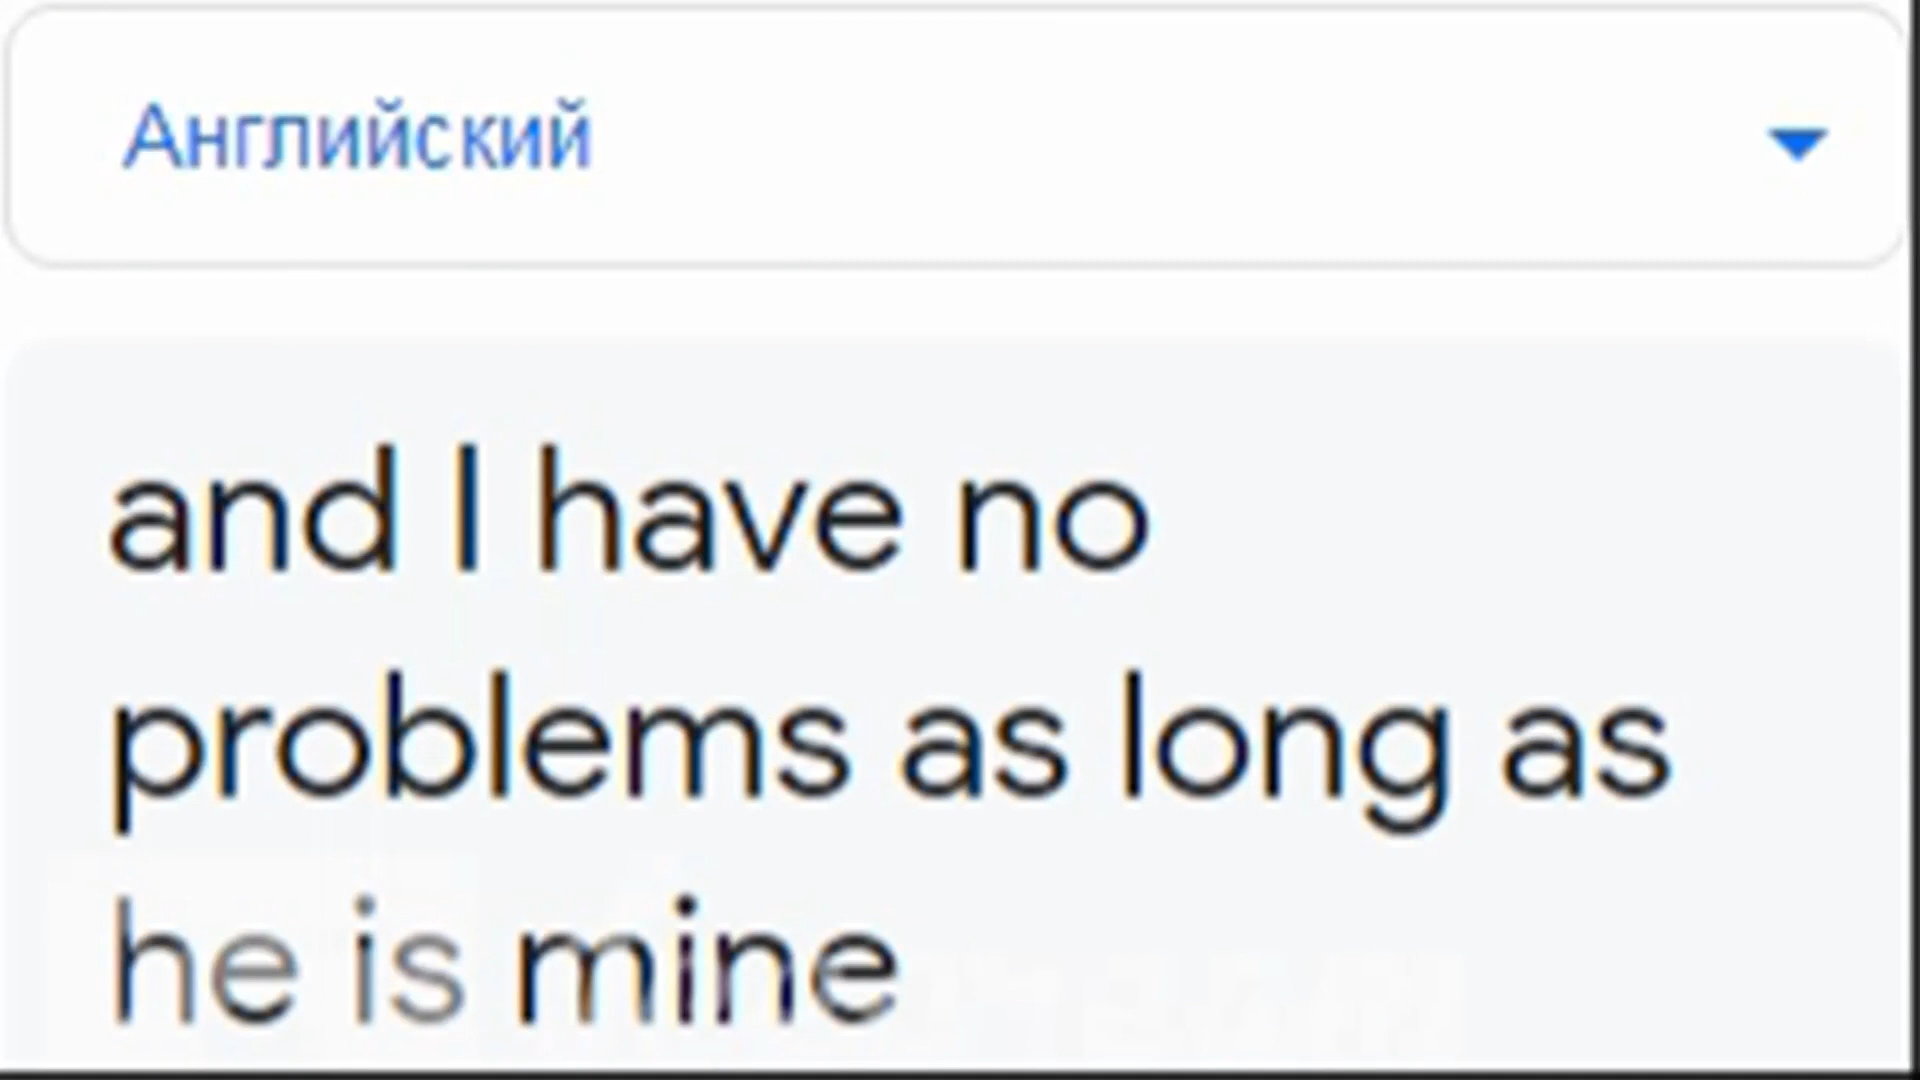 Английский
and I have no
problems as long as
he is mine